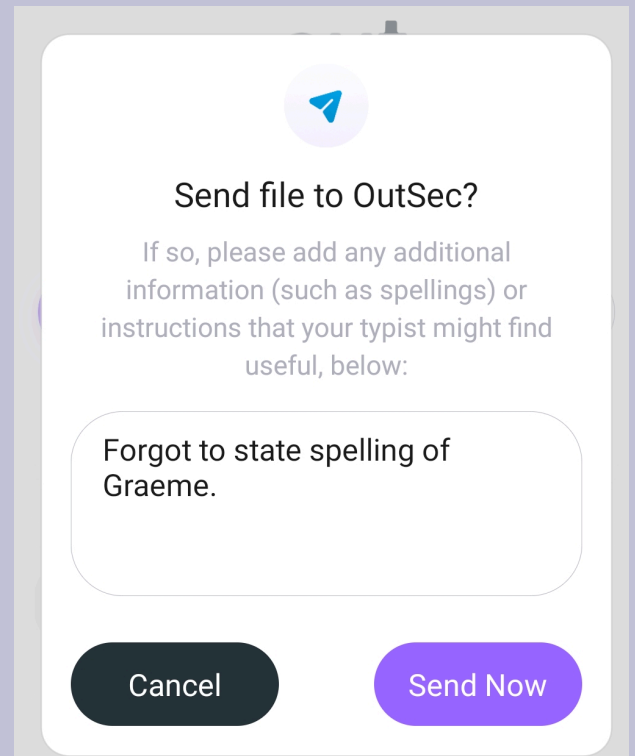 Send file to OutSec?
If so, please add any additional
information (such as spellings) or
instructions that your typist might find
useful, below:
Forgot to state spelling of
Graeme.
Cancel
Send Now